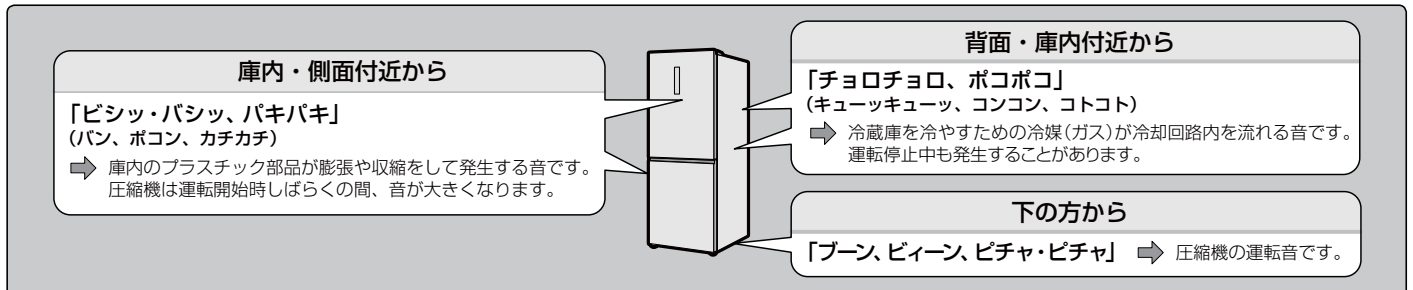 庫内・側面付近から
「ビシッ・バシッ、パキパキ」
(バン、ポコン、カチカチ)
庫内のプラスチック部品が膨張や収縮をして発生する音です。
圧縮機は運転開始時しばらくの間、音が大きくなります。
背面・庫内付近から
「チョロチョロ、ポコポコ」
(キューッキューッ、コンコン、コトコト)
冷蔵庫を冷やすための冷媒(ガス)が冷却回路内を流れる音です。
運転停止中も発生することがあります。
下の方から
「ブーン、ビィーン、ピチャ・ピチャ」 圧縮機の運転音です。